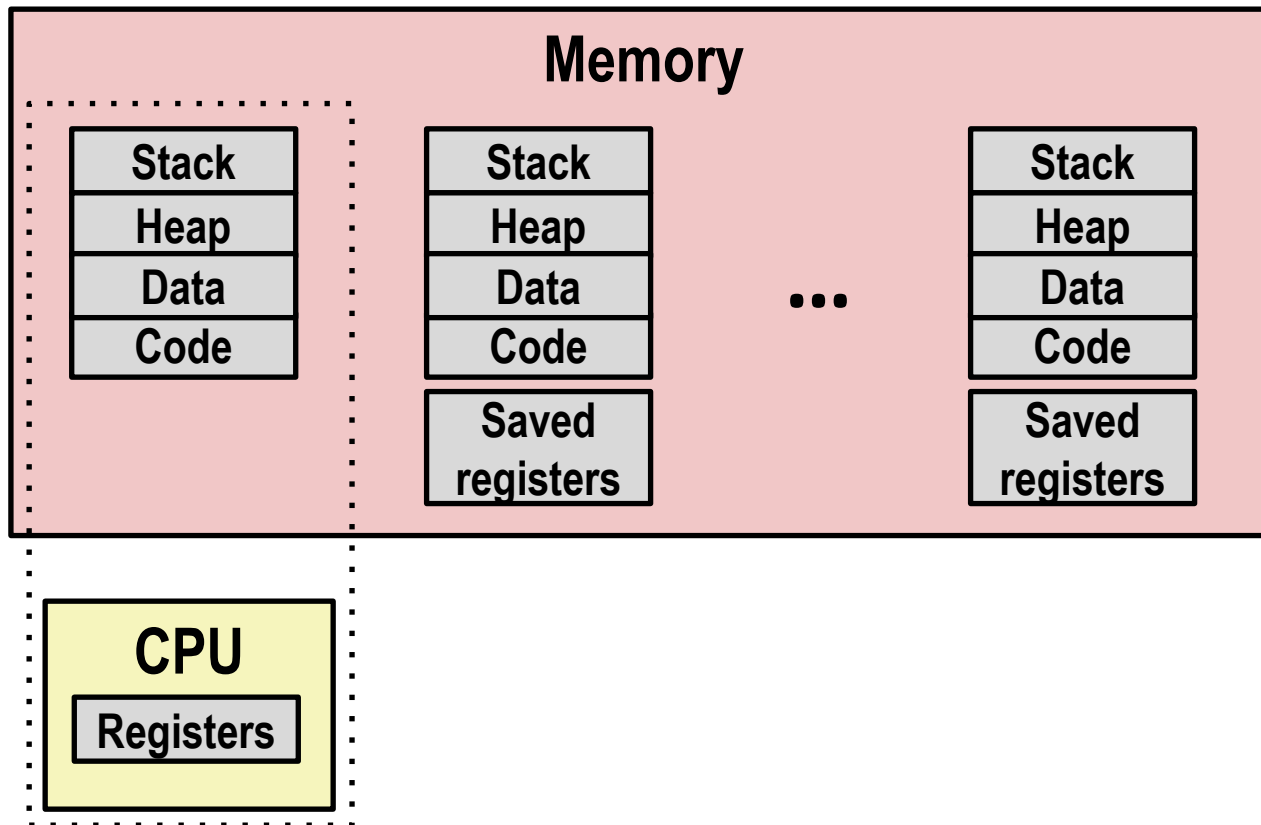 Memory
Stack
Heap
Data
Code
Stack
Heap
Data
Code
Saved
registers
...
Stack
Heap
Data
Code
Saved
registers
CPU
Registers